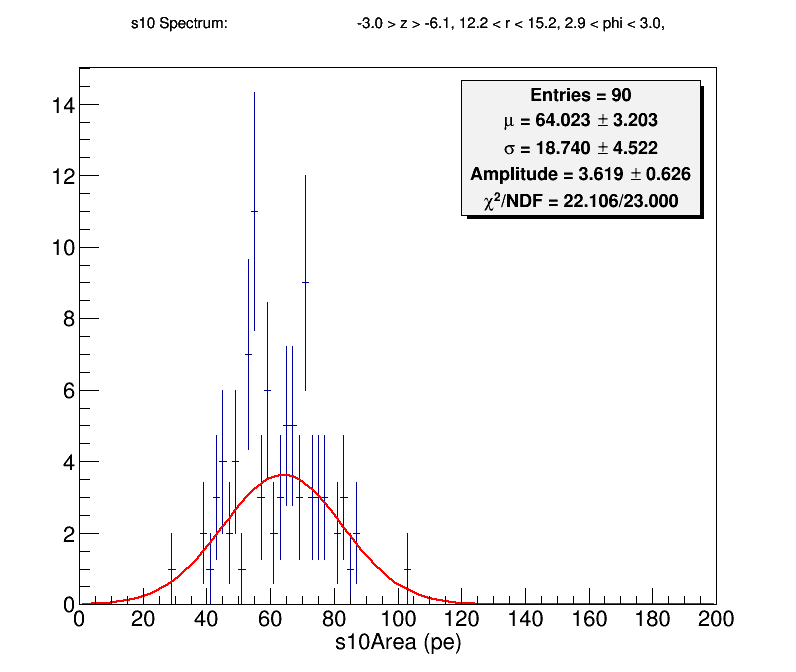 s10 Spectrum: -3.0 > z > -6.1, 12.2 < r < 15.2, 2.9 < phi < 3.0,
Entries = 90
μ = 64.023 ± 3.203
σ = 18.740 ± 4.522
Amplitude = 3.619 ± 0.626
χ²/NDF = 22.106/23.000
14
12
10
8
6
4
2
0
0 20 40 60 80 100 120 140 160 180 200
s10Area (pe)